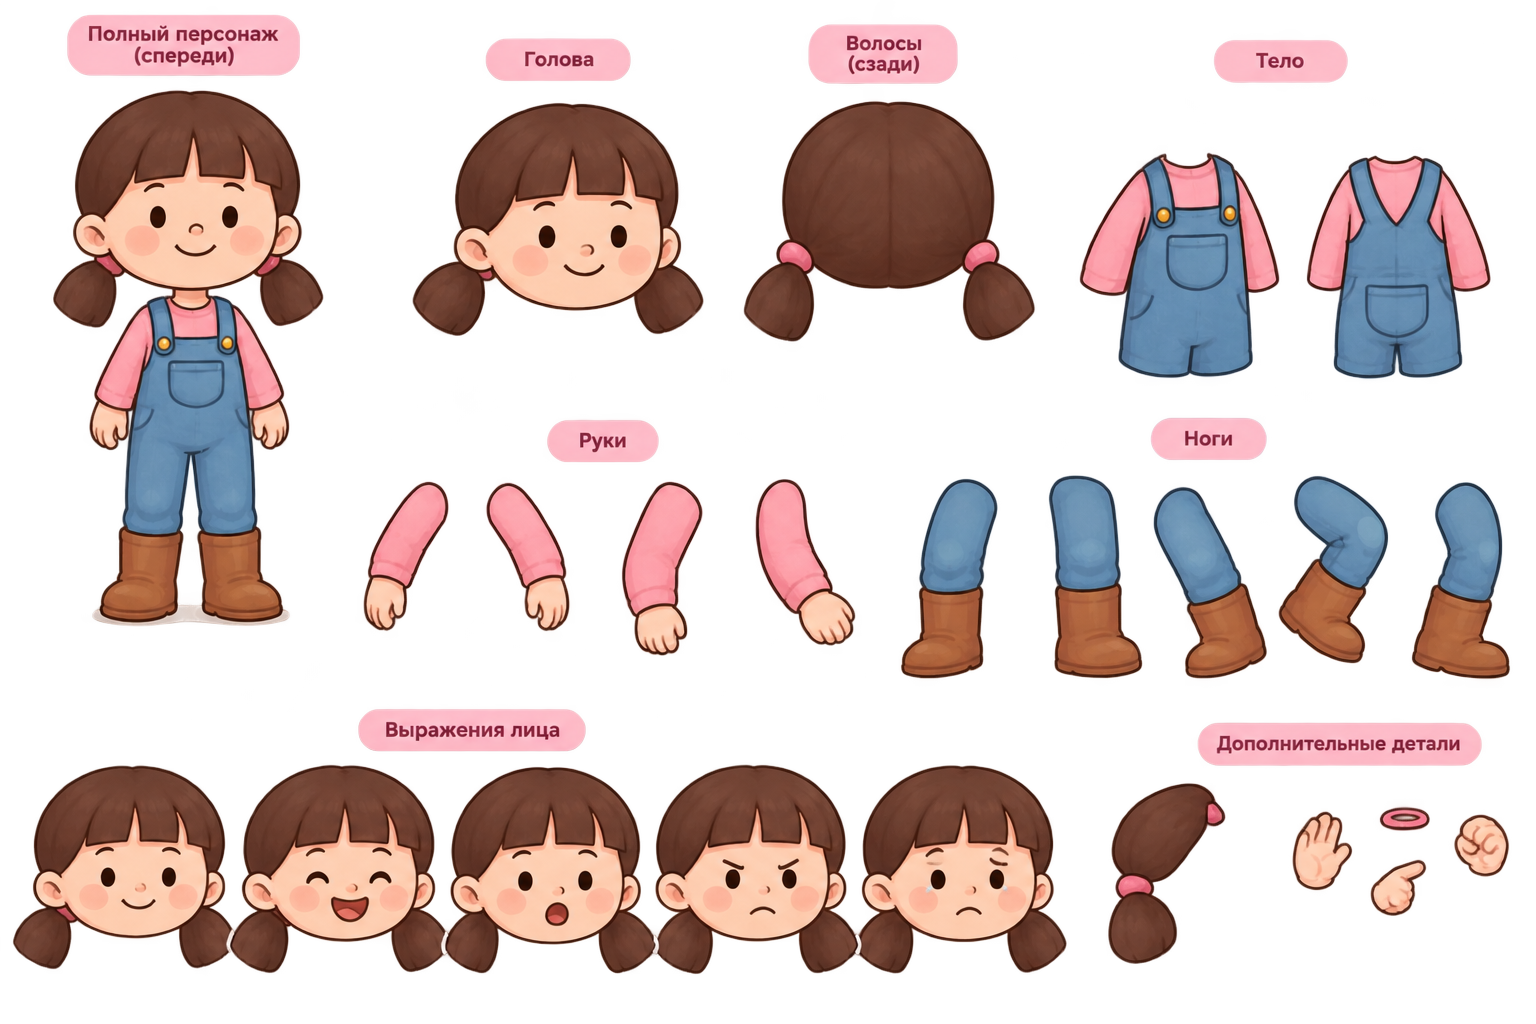 Полный персонаж
(спереди)
Голова
Волосы
(сзади)
Тело
Руки
Ноги
Выражения лица
Дополнительные детали